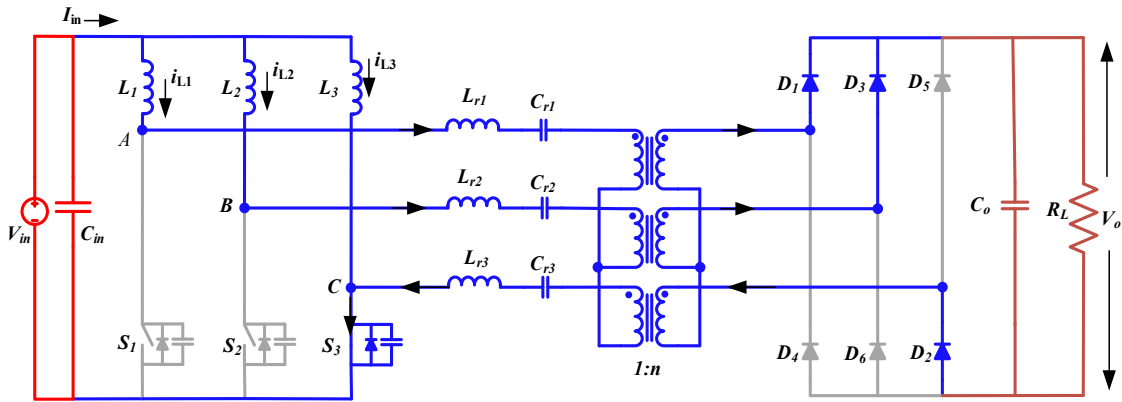 I_in
L_1
i_L1
L_2
i_L2
L_3
i_L3
A
L_r1
C_r1
D_1
D_3
D_5
V_in
C_in
B
L_r2
C_r2
C_o
R_L
V_o
C
L_r3
C_r3
S_1
S_2
S_3
D_4
D_6
D_2
1:n